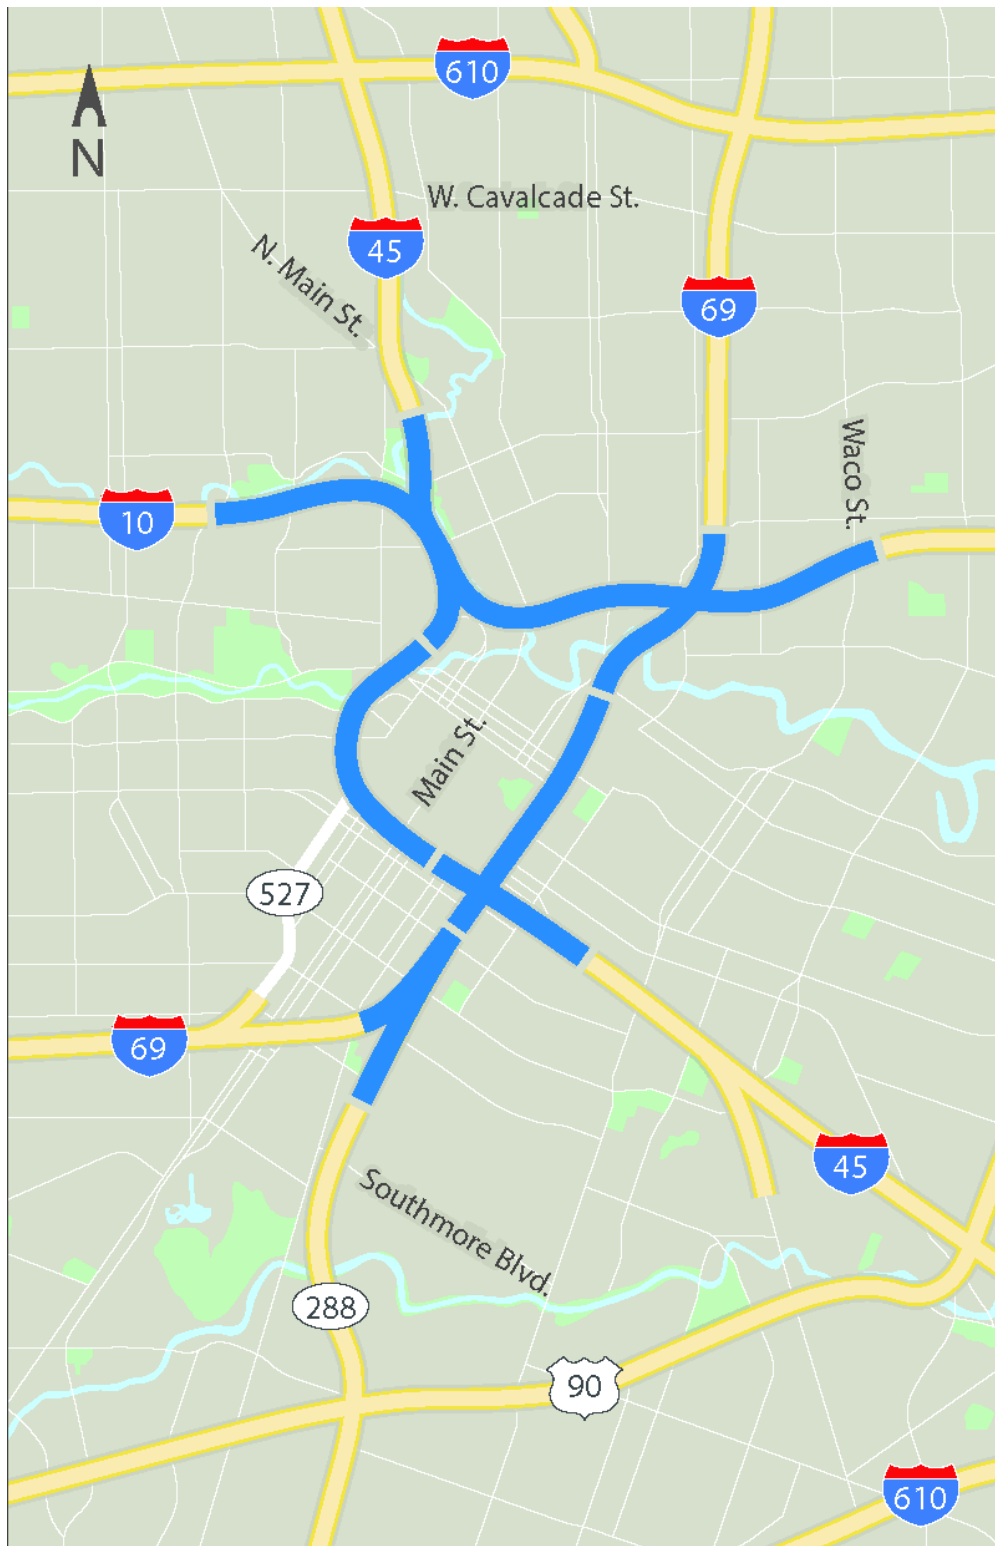 610
N
W. Cavalcade St.
45
N. Main St.
69
Waco St.
10
Main St.
527
69
45
Southmore Blvd.
288
90
610